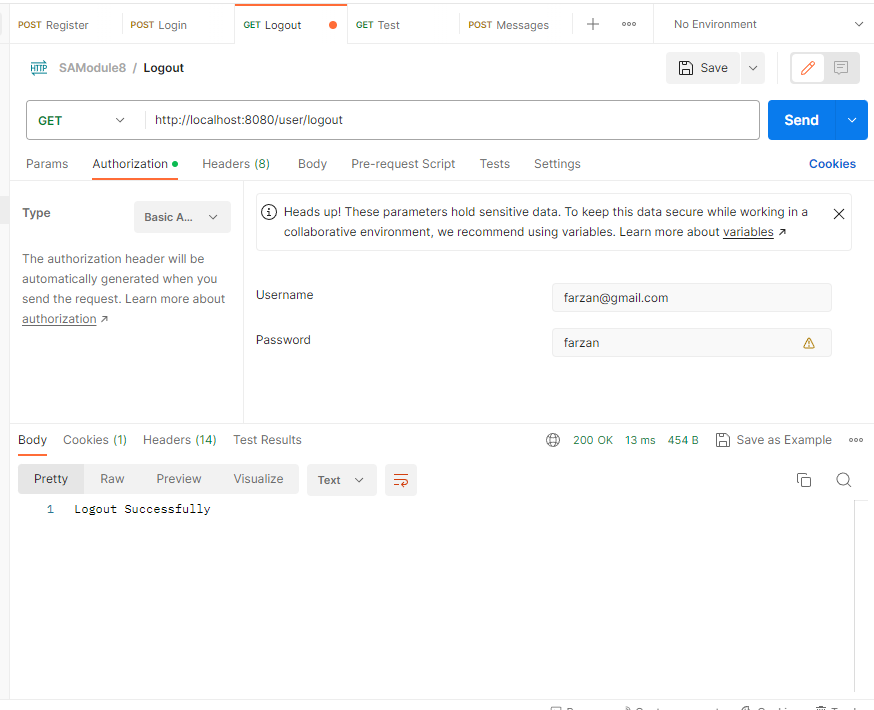 POST Register POST Login GET Logout GET Test POST Messages No Environment
HTTP SAModule8 / Logout Save
GET http://localhost:8080/user/logout Send
Params Authorization Headers (8) Body Pre-request Script Tests Settings Cookies
Type Basic A...
The authorization header will be
automatically generated when you
send the request. Learn more about
authorization ↗
Heads up! These parameters hold sensitive data. To keep this data secure while working in a
collaborative environment, we recommend using variables. Learn more about variables ↗
Username farzan@gmail.com
Password farzan
Body Cookies (1) Headers (14) Test Results 200 OK 13 ms 454 B Save as Example
Pretty Raw Preview Visualize Text
1 Logout Successfully